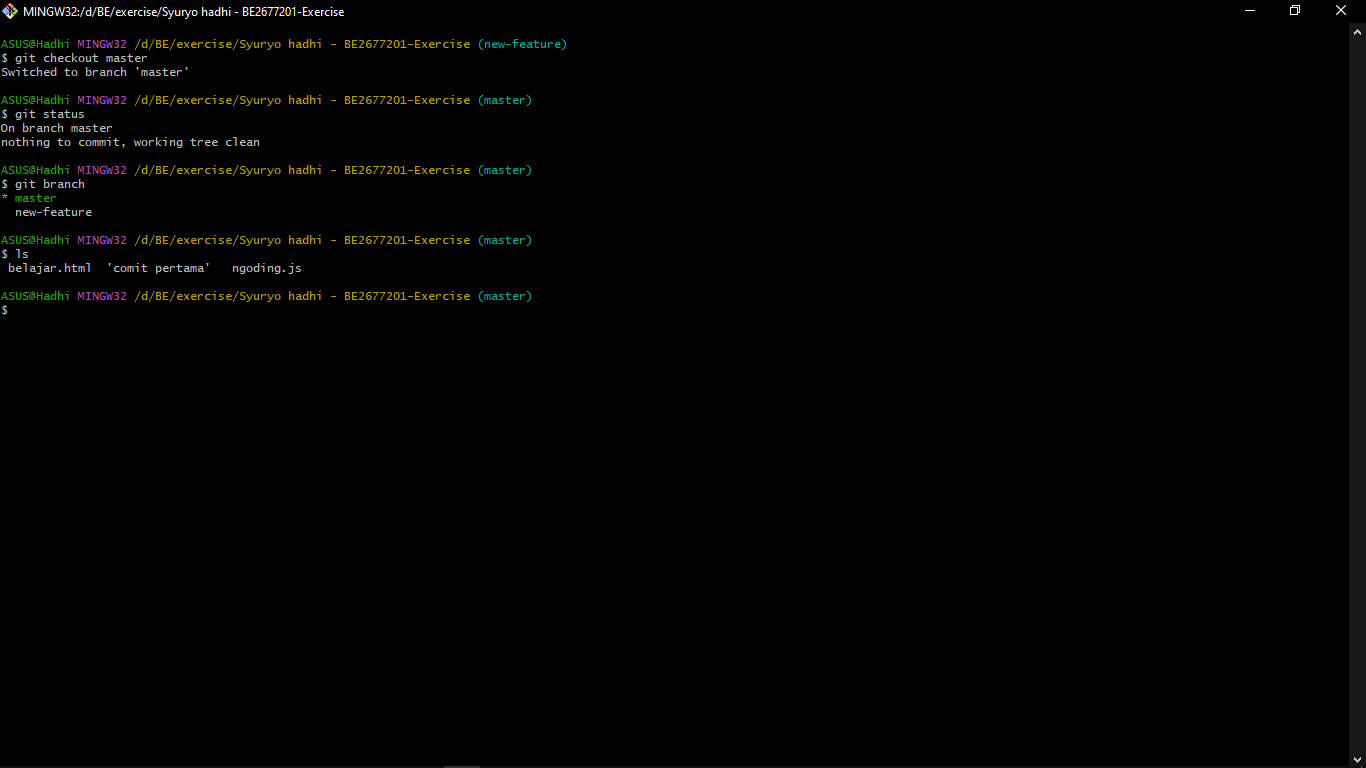 MINGW32:/d/BE/exercise/Syuryo hadhi - BE2677201-Exercise
ASUS@Hadhi MINGW32 /d/BE/exercise/Syuryo hadhi - BE2677201-Exercise (new-feature)
$ git checkout master
Switched to branch 'master'
ASUS@Hadhi MINGW32 /d/BE/exercise/Syuryo hadhi - BE2677201-Exercise (master)
$ git status
On branch master
nothing to commit, working tree clean
ASUS@Hadhi MINGW32 /d/BE/exercise/Syuryo hadhi - BE2677201-Exercise (master)
$ git branch
* master
  new-feature
ASUS@Hadhi MINGW32 /d/BE/exercise/Syuryo hadhi - BE2677201-Exercise (master)
$ ls
 belajar.html  'comit pertama'   ngoding.js
ASUS@Hadhi MINGW32 /d/BE/exercise/Syuryo hadhi - BE2677201-Exercise (master)
$